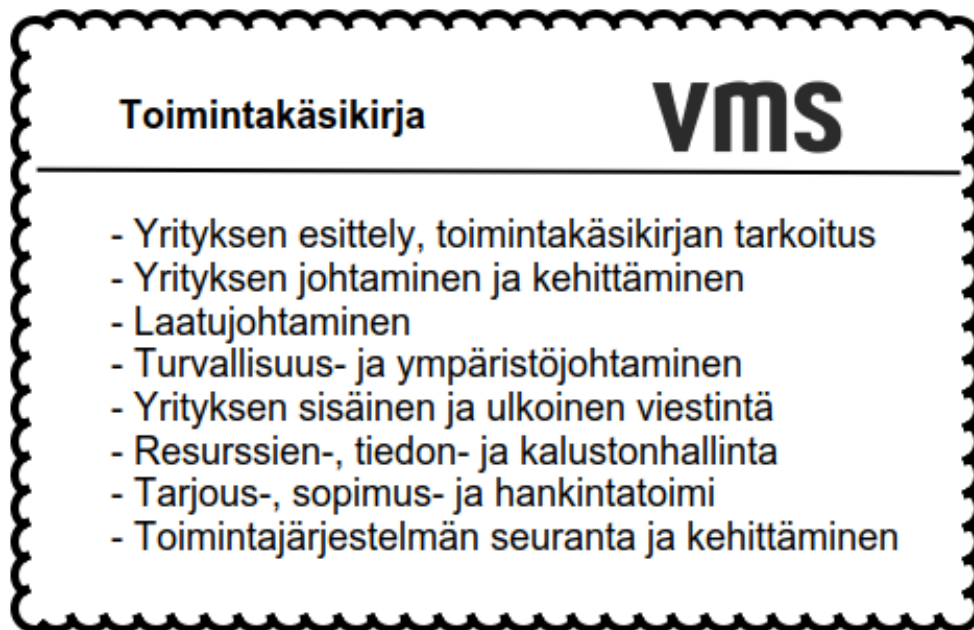 Toimintakäsikirja vms
- Yrityksen esittely, toimintakäsikirjan tarkoitus
- Yrityksen johtaminen ja kehittäminen
- Laatujohtaminen
- Turvallisuus- ja ympäristöjohtaminen
- Yrityksen sisäinen ja ulkoinen viestintä
- Resurssien-, tiedon- ja kalustonhallinta
- Tarjous-, sopimus- ja hankintatoimi
- Toimintajärjestelmän seuranta ja kehittäminen